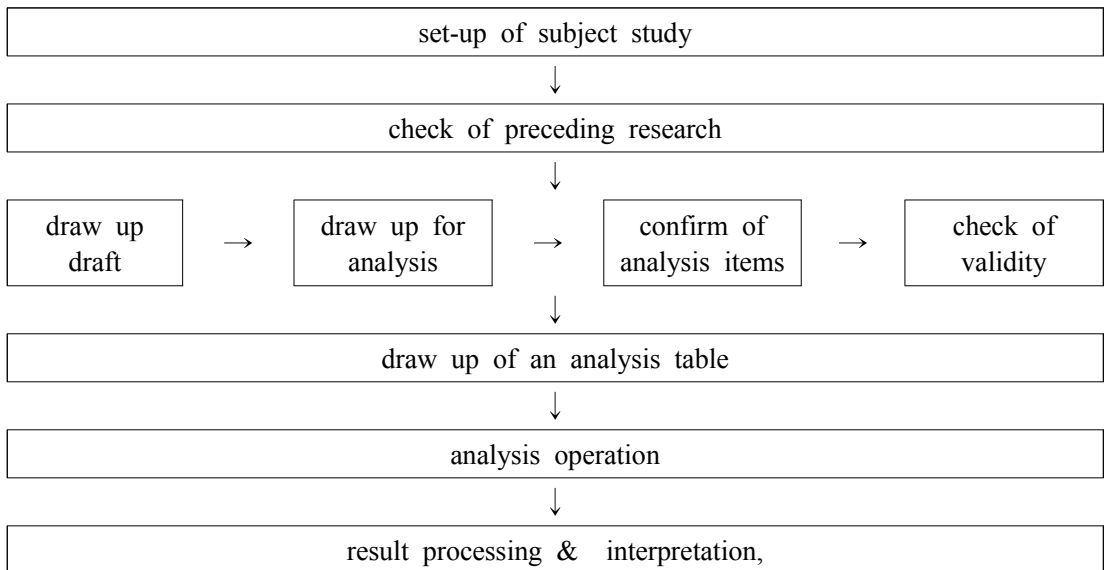 set-up of subject study
↓
check of preceding research
↓
draw up
draft
→
draw up for
analysis
→
confirm of
analysis items
→
check of
validity
↓
draw up of an analysis table
↓
analysis operation
↓
result processing & interpretation,